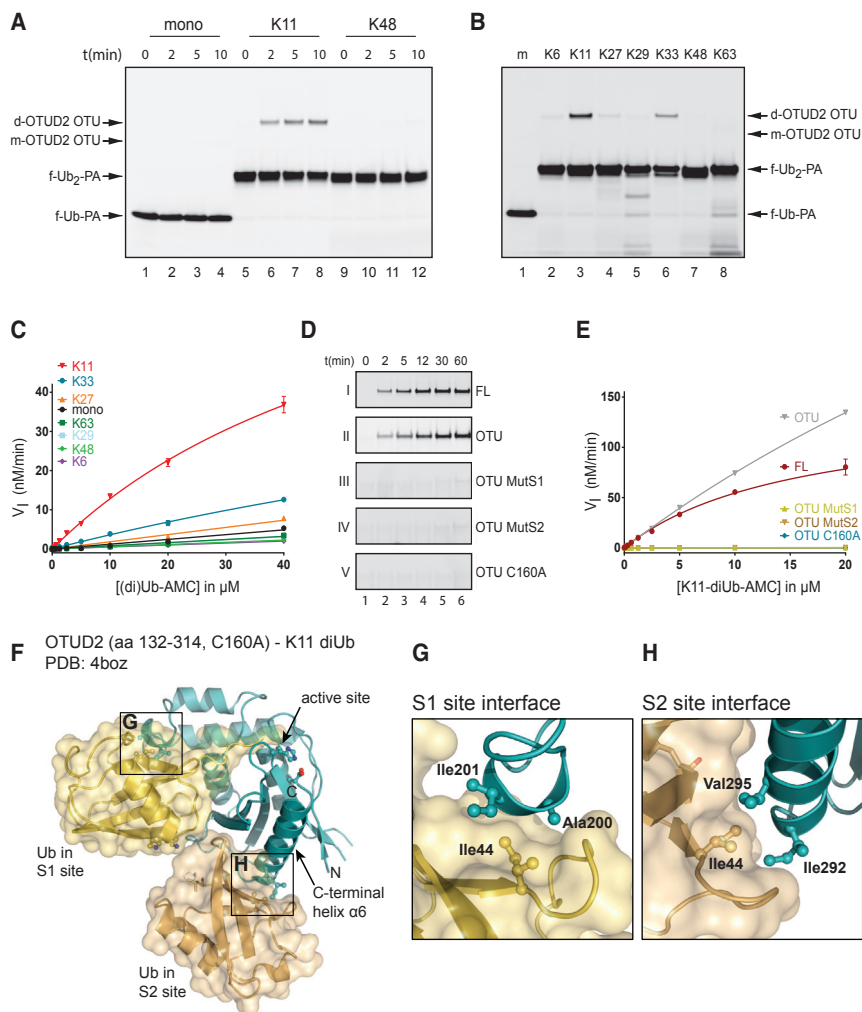 A
mono K11 K48
t(min) 0 2 5 10 0 2 5 10 0 2 5 10
d-OTUD2 OTU
m-OTUD2 OTU
f-Ub2-PA
f-Ub-PA
1 2 3 4 5 6 7 8 9 10 11 12
B
m K6 K11 K27 K29 K33 K48 K63
d-OTUD2 OTU
m-OTUD2 OTU
f-Ub2-PA
f-Ub-PA
1 2 3 4 5 6 7 8
C
K11
K33
K27
mono
K63
K29
K48
K6
VI (nM/min)
40
30
20
10
0
0 10 20 30 40
[(di)Ub-AMC] in µM
D
t(min) 0 2 5 12 30 60
I FL
II OTU
III OTU MutS1
IV OTU MutS2
V OTU C160A
1 2 3 4 5 6
E
VI (nM/min)
150
100
50
0
OTU
FL
OTU MutS1
OTU MutS2
OTU C160A
0 5 10 15 20
[K11-diUb-AMC] in µM
F OTUD2 (aa 132-314, C160A) - K11 diUb
PDB: 4boz
active site
G
C
N
H
Ub in
S1 site
C-terminal
helix α6
Ub in
S2 site
G
S1 site interface
Ile201
Ala200
Ile44
H
S2 site interface
Val295
Ile44
Ile292